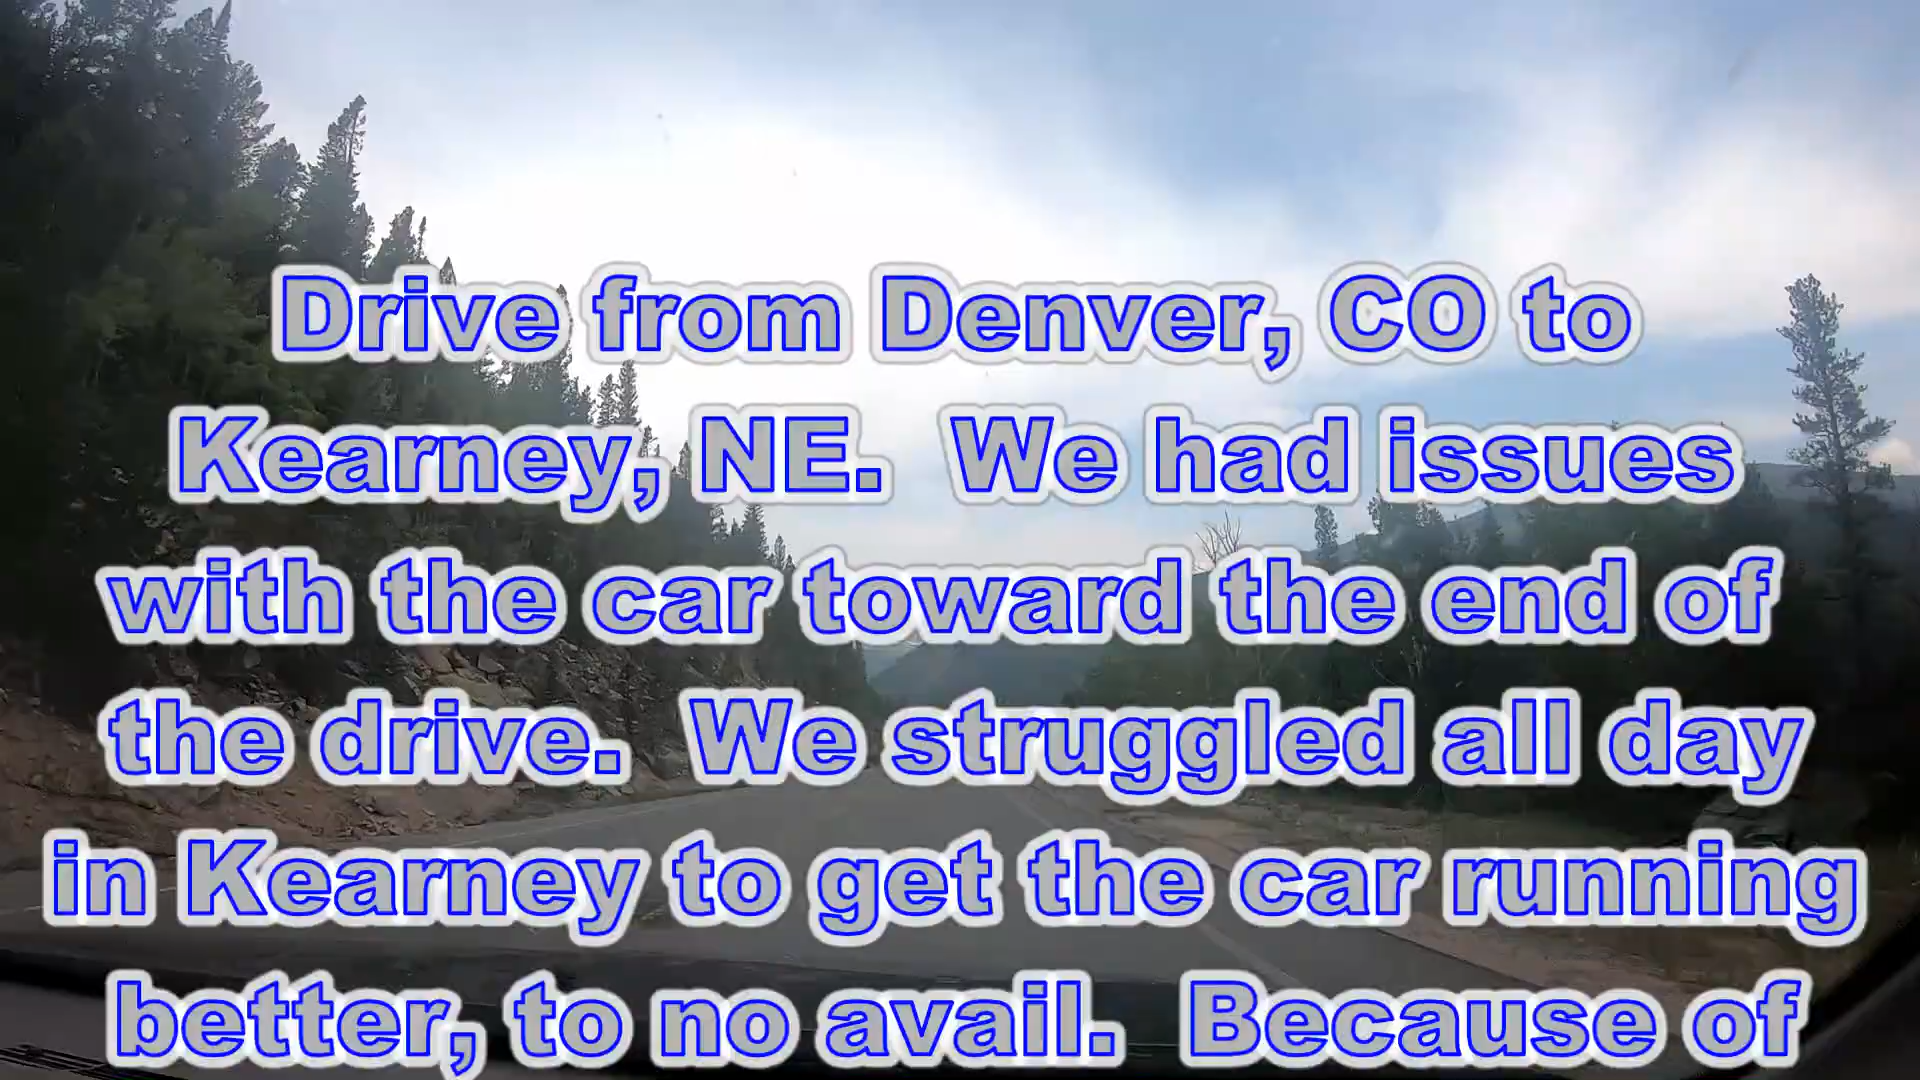 Drive from Denver, CO to
Kearney, NE.  We had issues
with the car toward the end of
the drive.  We struggled all day
in Kearney to get the car running
better, to no avail.  Because of